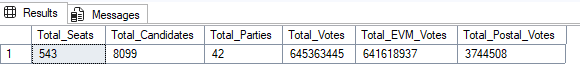 Results Messages
Total_Seats Total_Candidates Total_Parties Total_Votes Total_EVM_Votes Total_Postal_Votes
1 543 8099 42 645363445 641618937 3744508